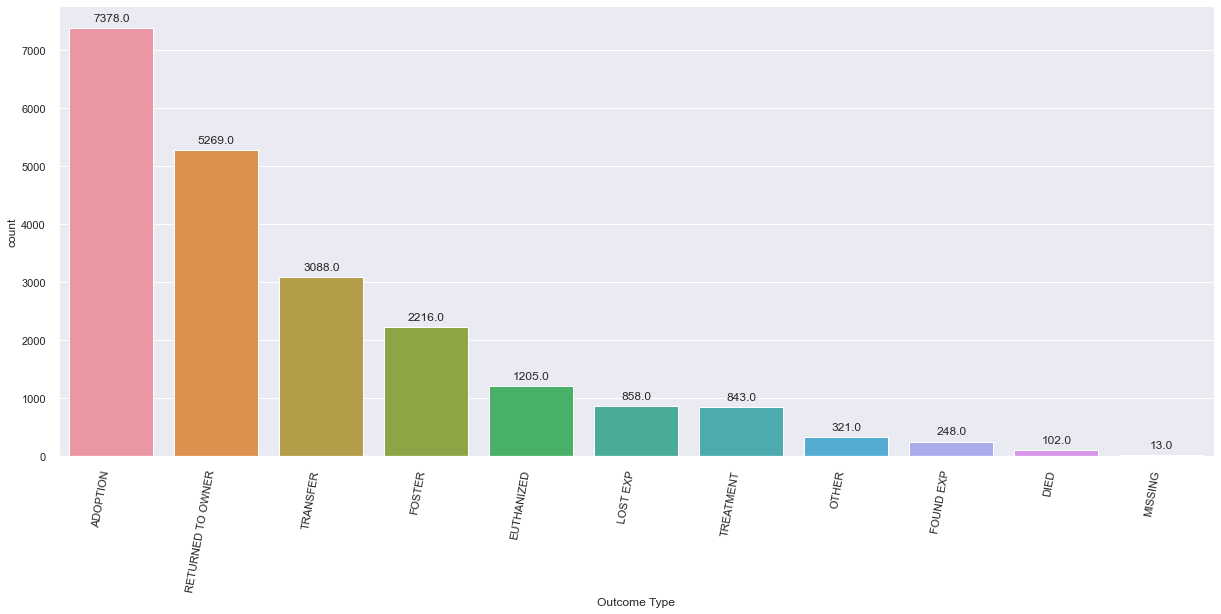 7378.0
7000
6000
5269.0
5000
4000
3088.0
3000
2216.0
2000
1205.0
1000
858.0
843.0
321.0
248.0
102.0
13.0
0
count
ADOPTION
RETURNED TO OWNER
TRANSFER
FOSTER
EUTHANIZED
LOST EXP
TREATMENT
OTHER
FOUND EXP
DIED
MISSING
Outcome Type